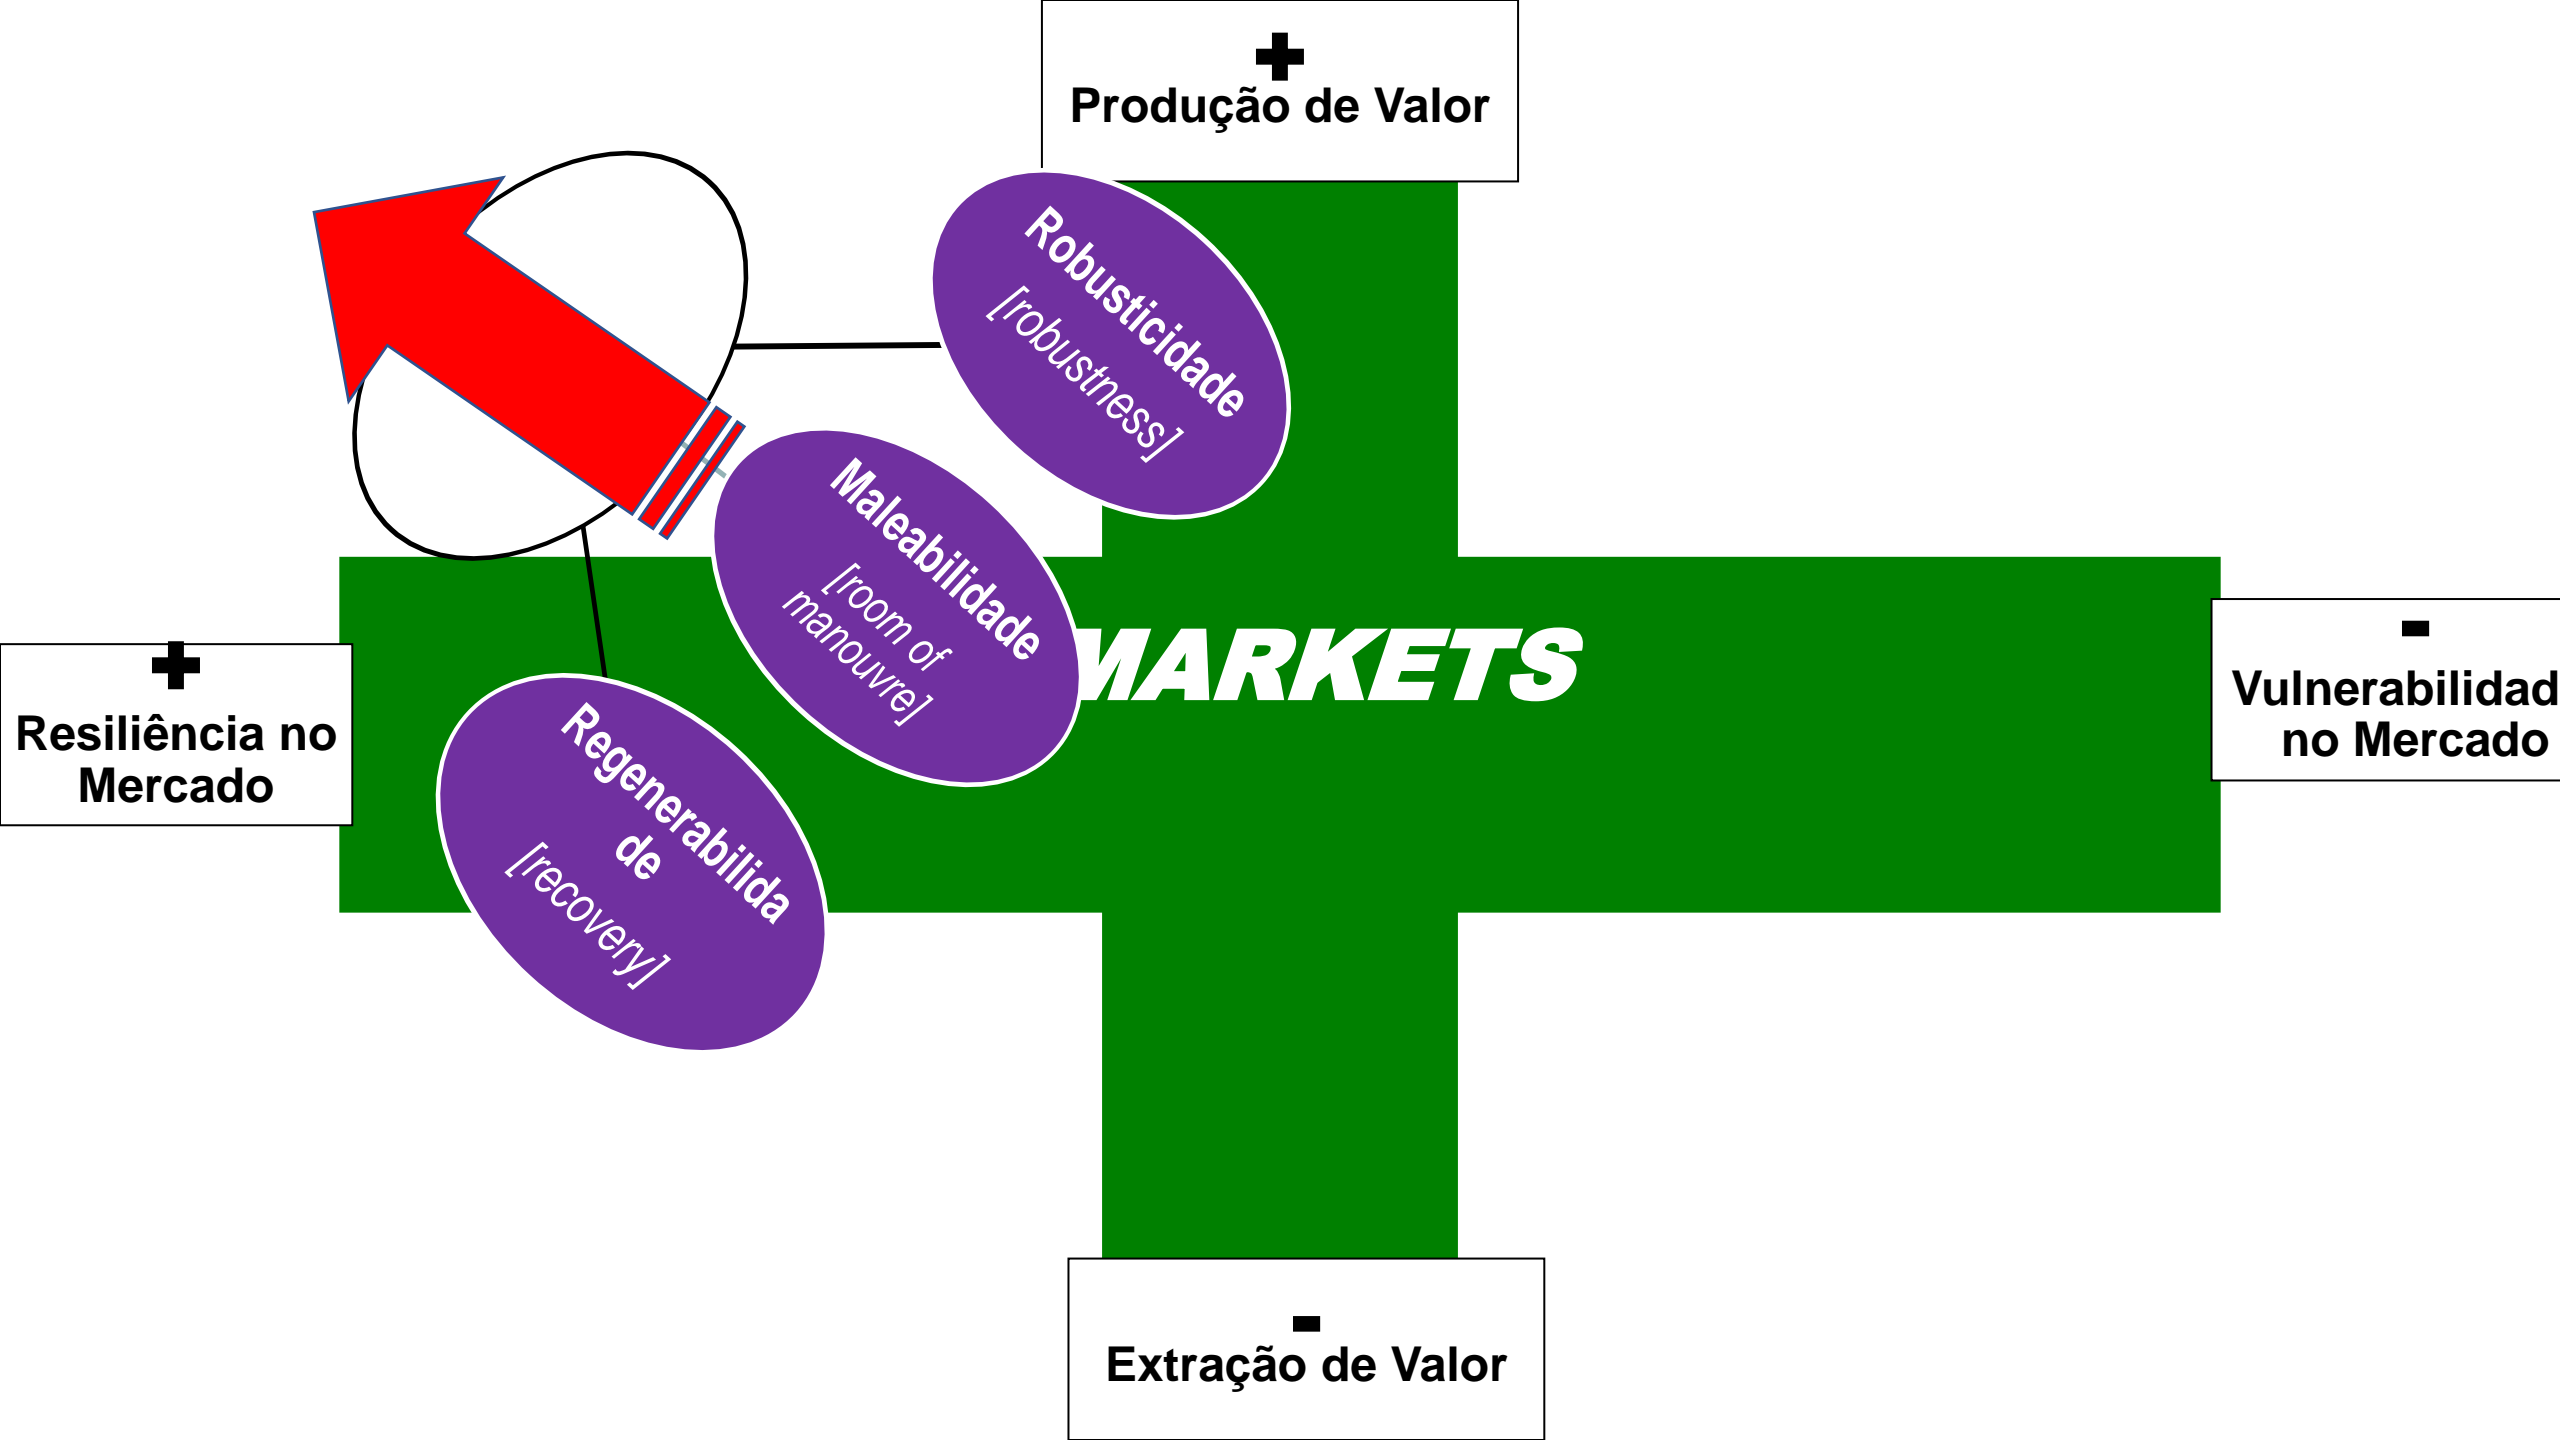 +
Produção de Valor
Robusticidade
[robustness]
Maleabilidade
[room of
manouvre]
MARKETS
-
Vulnerabilidad
no Mercado
+
Resiliência no
Mercado
Regenerabilida
de
[recovery]
-
Extração de Valor